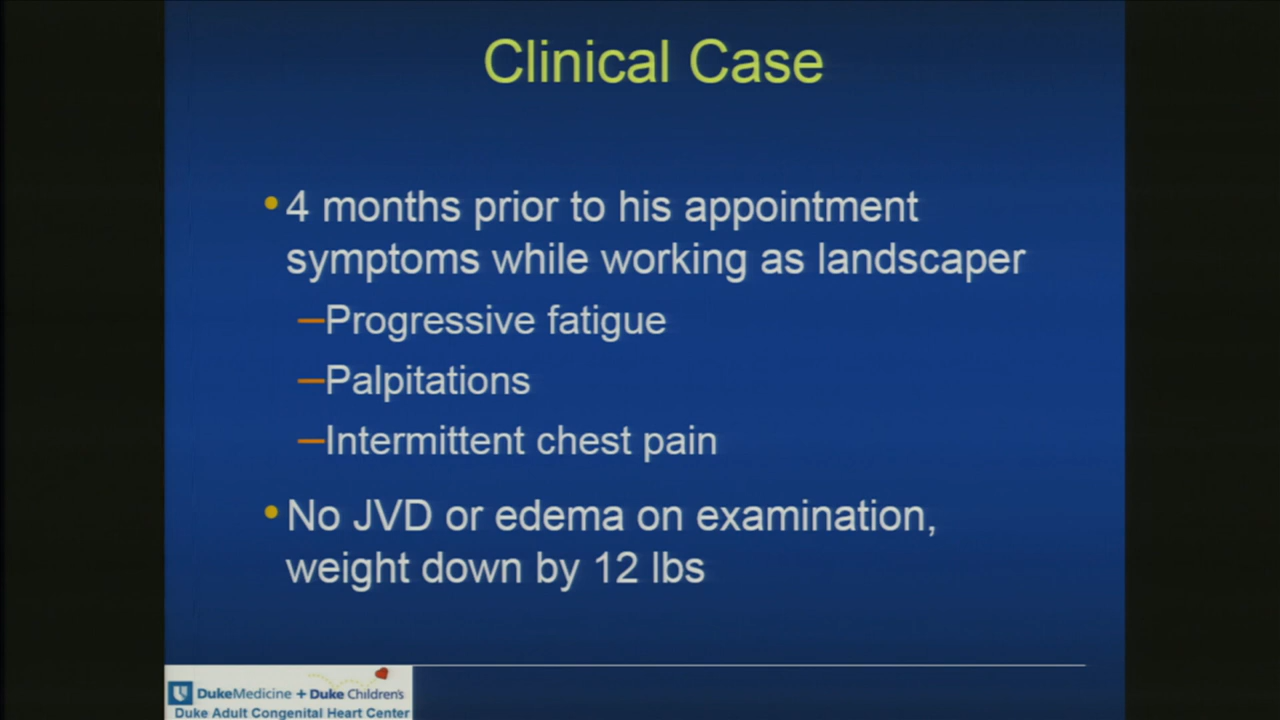 Clinical Case
•4 months prior to his appointment
symptoms while working as landscaper
–Progressive fatigue
–Palpitations
–Intermittent chest pain
•No JVD or edema on examination,
weight down by 12 lbs
DukeMedicine + Duke Children's
Duke Adult Congenital Heart Center